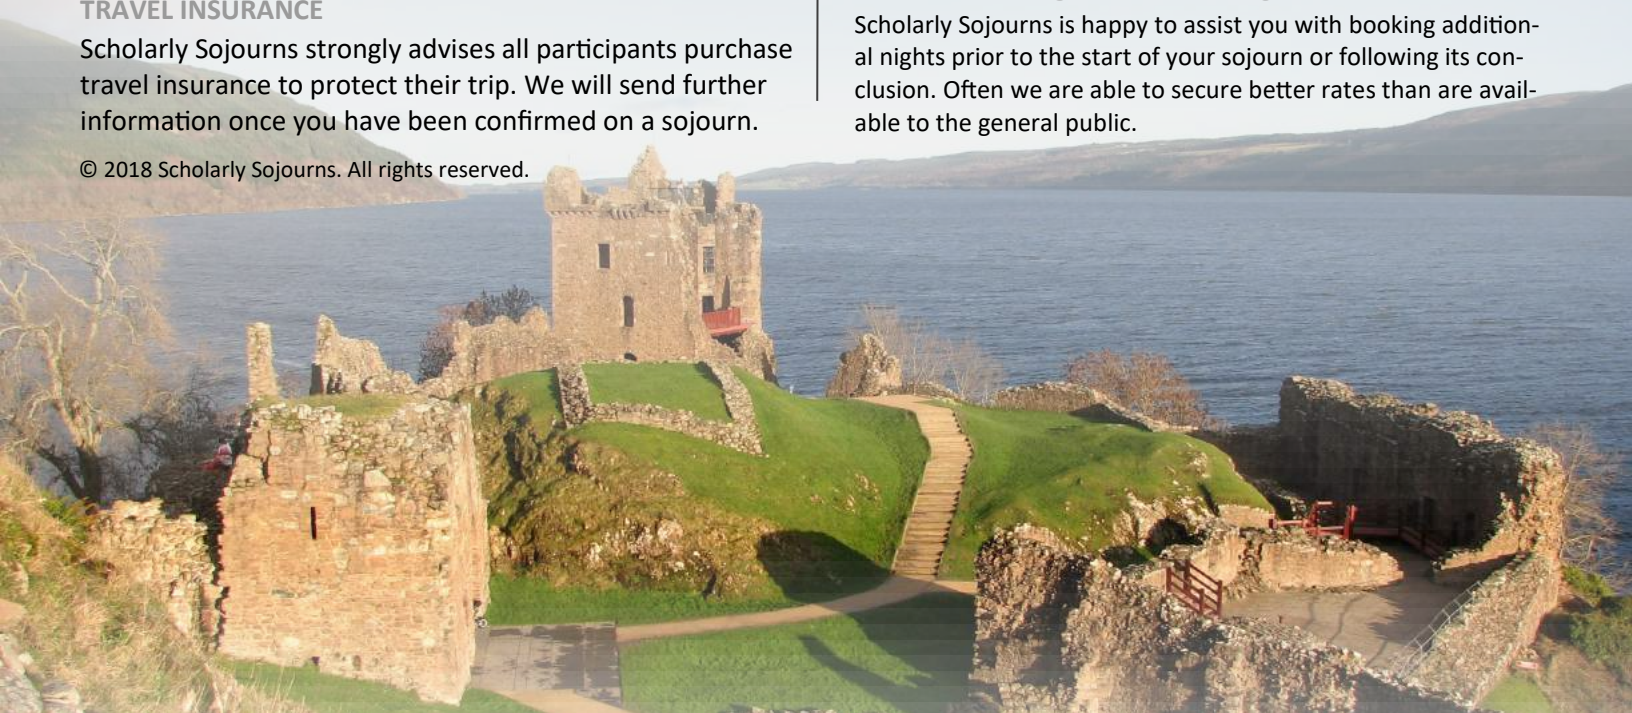 TRAVEL INSURANCE
Scholarly Sojourns strongly advises all participants purchase
travel insurance to protect their trip. We will send further
information once you have been confirmed on a sojourn.
© 2018 Scholarly Sojourns. All rights reserved.
Scholarly Sojourns is happy to assist you with booking addition-
al nights prior to the start of your sojourn or following its con-
clusion. Often we are able to secure better rates than are avail-
able to the general public.